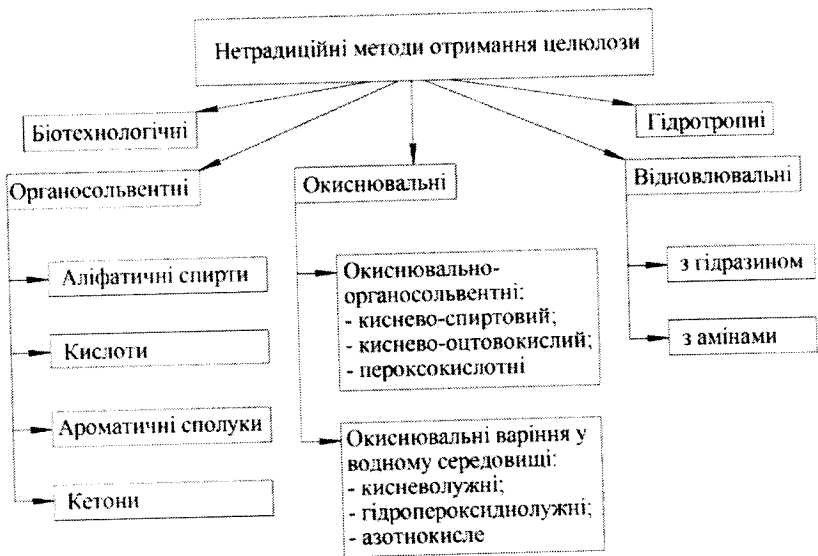 Нетрадиційні методи отримання целюлози
Біотехнологічні
Гідротропні
Органосольвентні
Окиснювальні
Відновлювальні
Аліфатичні спирти
Кислоти
Ароматичні сполуки
Кетони
Окиснювально-
органосольвентні:
- киснево-спиртовий;
- киснево-оцтовокислий;
- пероксокислотні
Окиснювальні варіння у
водному середовищі:
- кисневолужні;
- гідропероксиднолужні;
- азотнокисле
з гідразином
з амінами